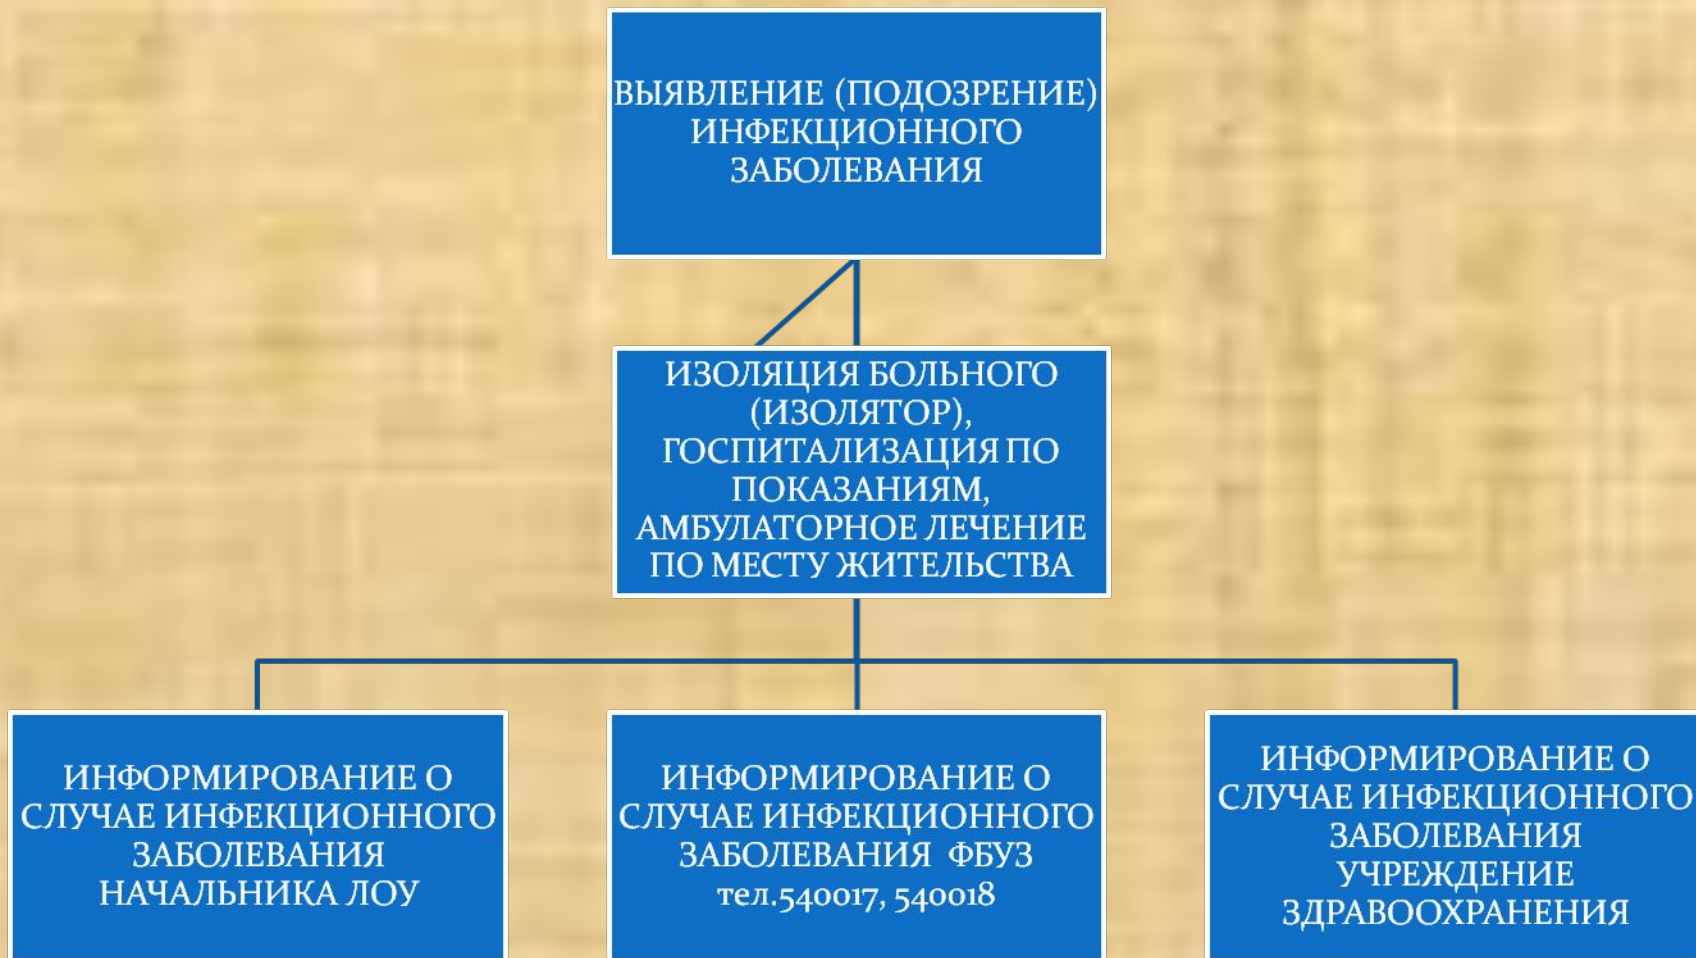 ВЫЯВЛЕНИЕ (ПОДОЗРЕНИЕ)
ИНФЕКЦИОННОГО
ЗАБОЛЕВАНИЯ
ИЗОЛЯЦИЯ БОЛЬНОГО
(ИЗОЛЯТОР),
ГОСПИТАЛИЗАЦИЯ ПО
ПОКАЗАНИЯМ,
АМБУЛАТОРНОЕ ЛЕЧЕНИЕ
ПО МЕСТУ ЖИТЕЛЬСТВА
ИНФОРМИРОВАНИЕ О
СЛУЧАЕ ИНФЕКЦИОННОГО
ЗАБОЛЕВАНИЯ
НАЧАЛЬНИКА ЛОУ
ИНФОРМИРОВАНИЕ О
СЛУЧАЕ ИНФЕКЦИОННОГО
ЗАБОЛЕВАНИЯ ФБУЗ
тел.540017, 540018
ИНФОРМИРОВАНИЕ О
СЛУЧАЕ ИНФЕКЦИОННОГО
ЗАБОЛЕВАНИЯ
УЧРЕЖДЕНИЕ
ЗДРАВООХРАНЕНИЯ